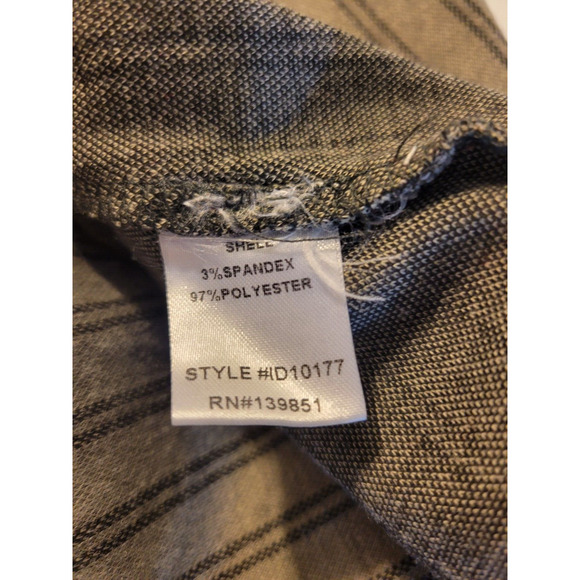 SHELL
3%SPANDEX
97%POLYESTER
STYLE #ID10177
RN#139851